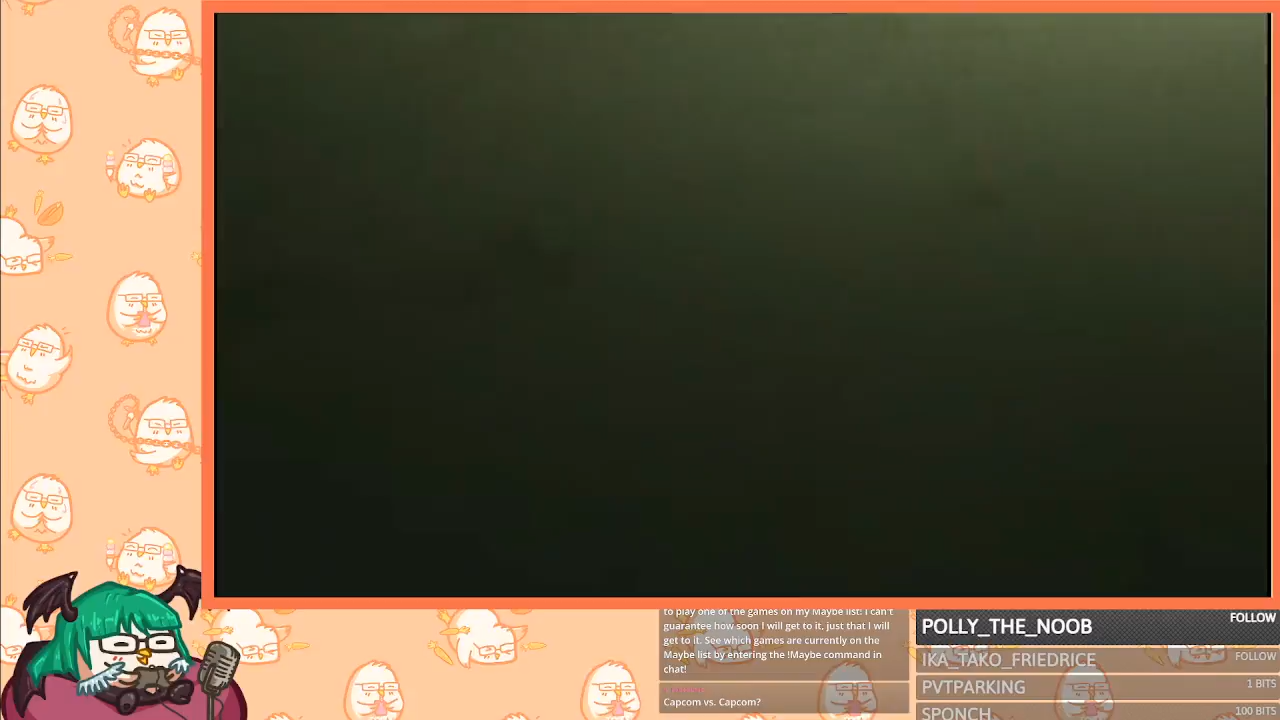 to play one of the games on my Maybe list! I can't
guarantee how soon I will get to it, just that I will
get to it. See which games are currently on the
Maybe list by entering the !Maybe command in
chat!
Capcom vs. Capcom?
POLLY_THE_NOOB FOLLOW
IKA_TAKO_FRIEDRICE FOLLOW
PVTPARKING 1 BITS
SPONCH 100 BITS